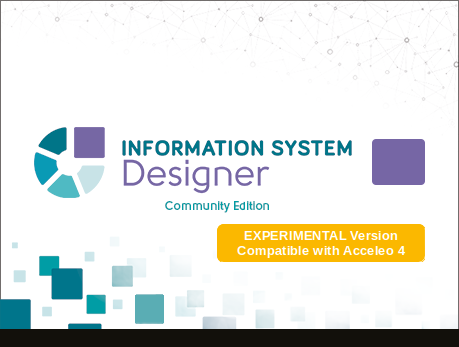 INFORMATION SYSTEM
Designer
Community Edition
EXPERIMENTAL Version
Compatible with Acceleo 4